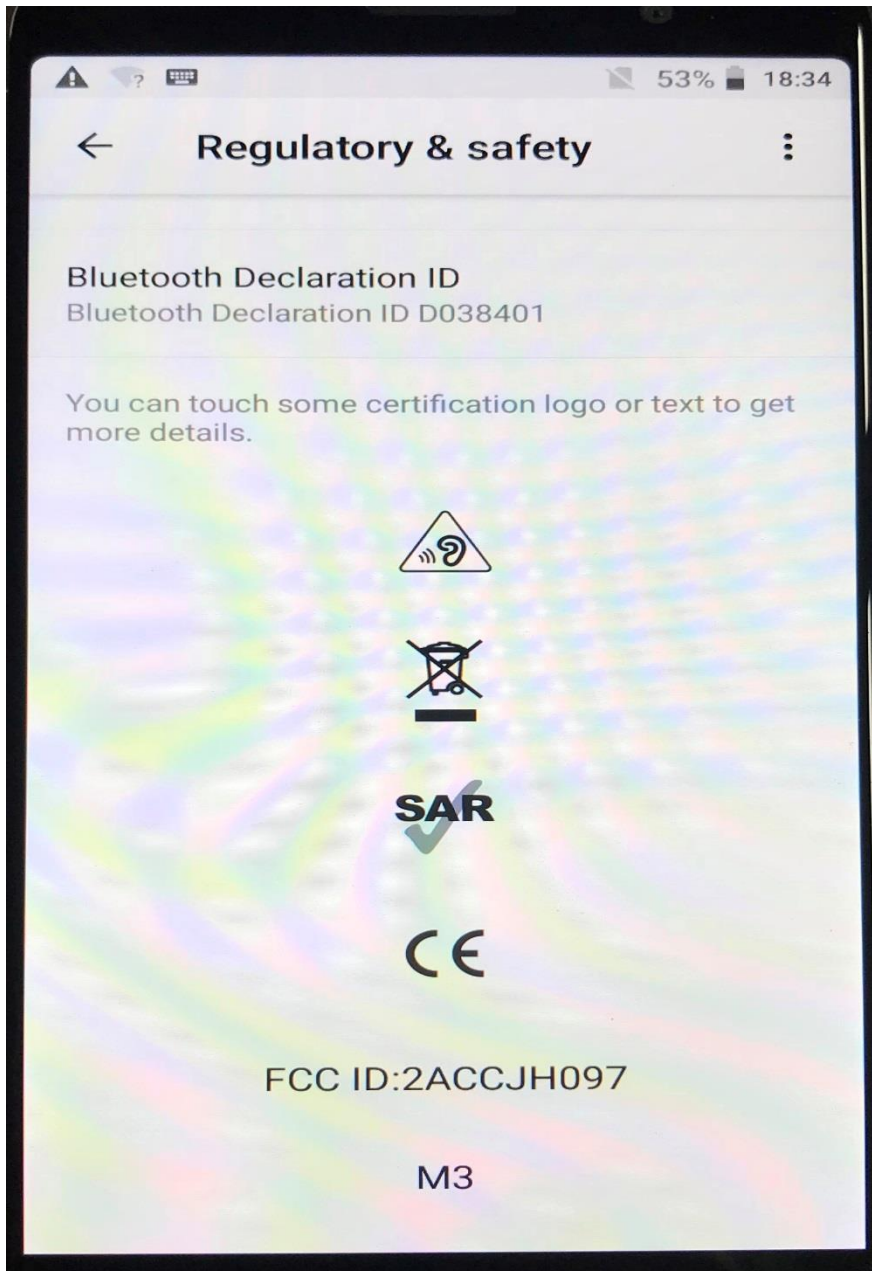 53% 18:34
Regulatory & safety
Bluetooth Declaration ID
Bluetooth Declaration ID D038401
You can touch some certification logo or text to get
more details.
SAR
CE
FCC ID:2ACCJH097
M3